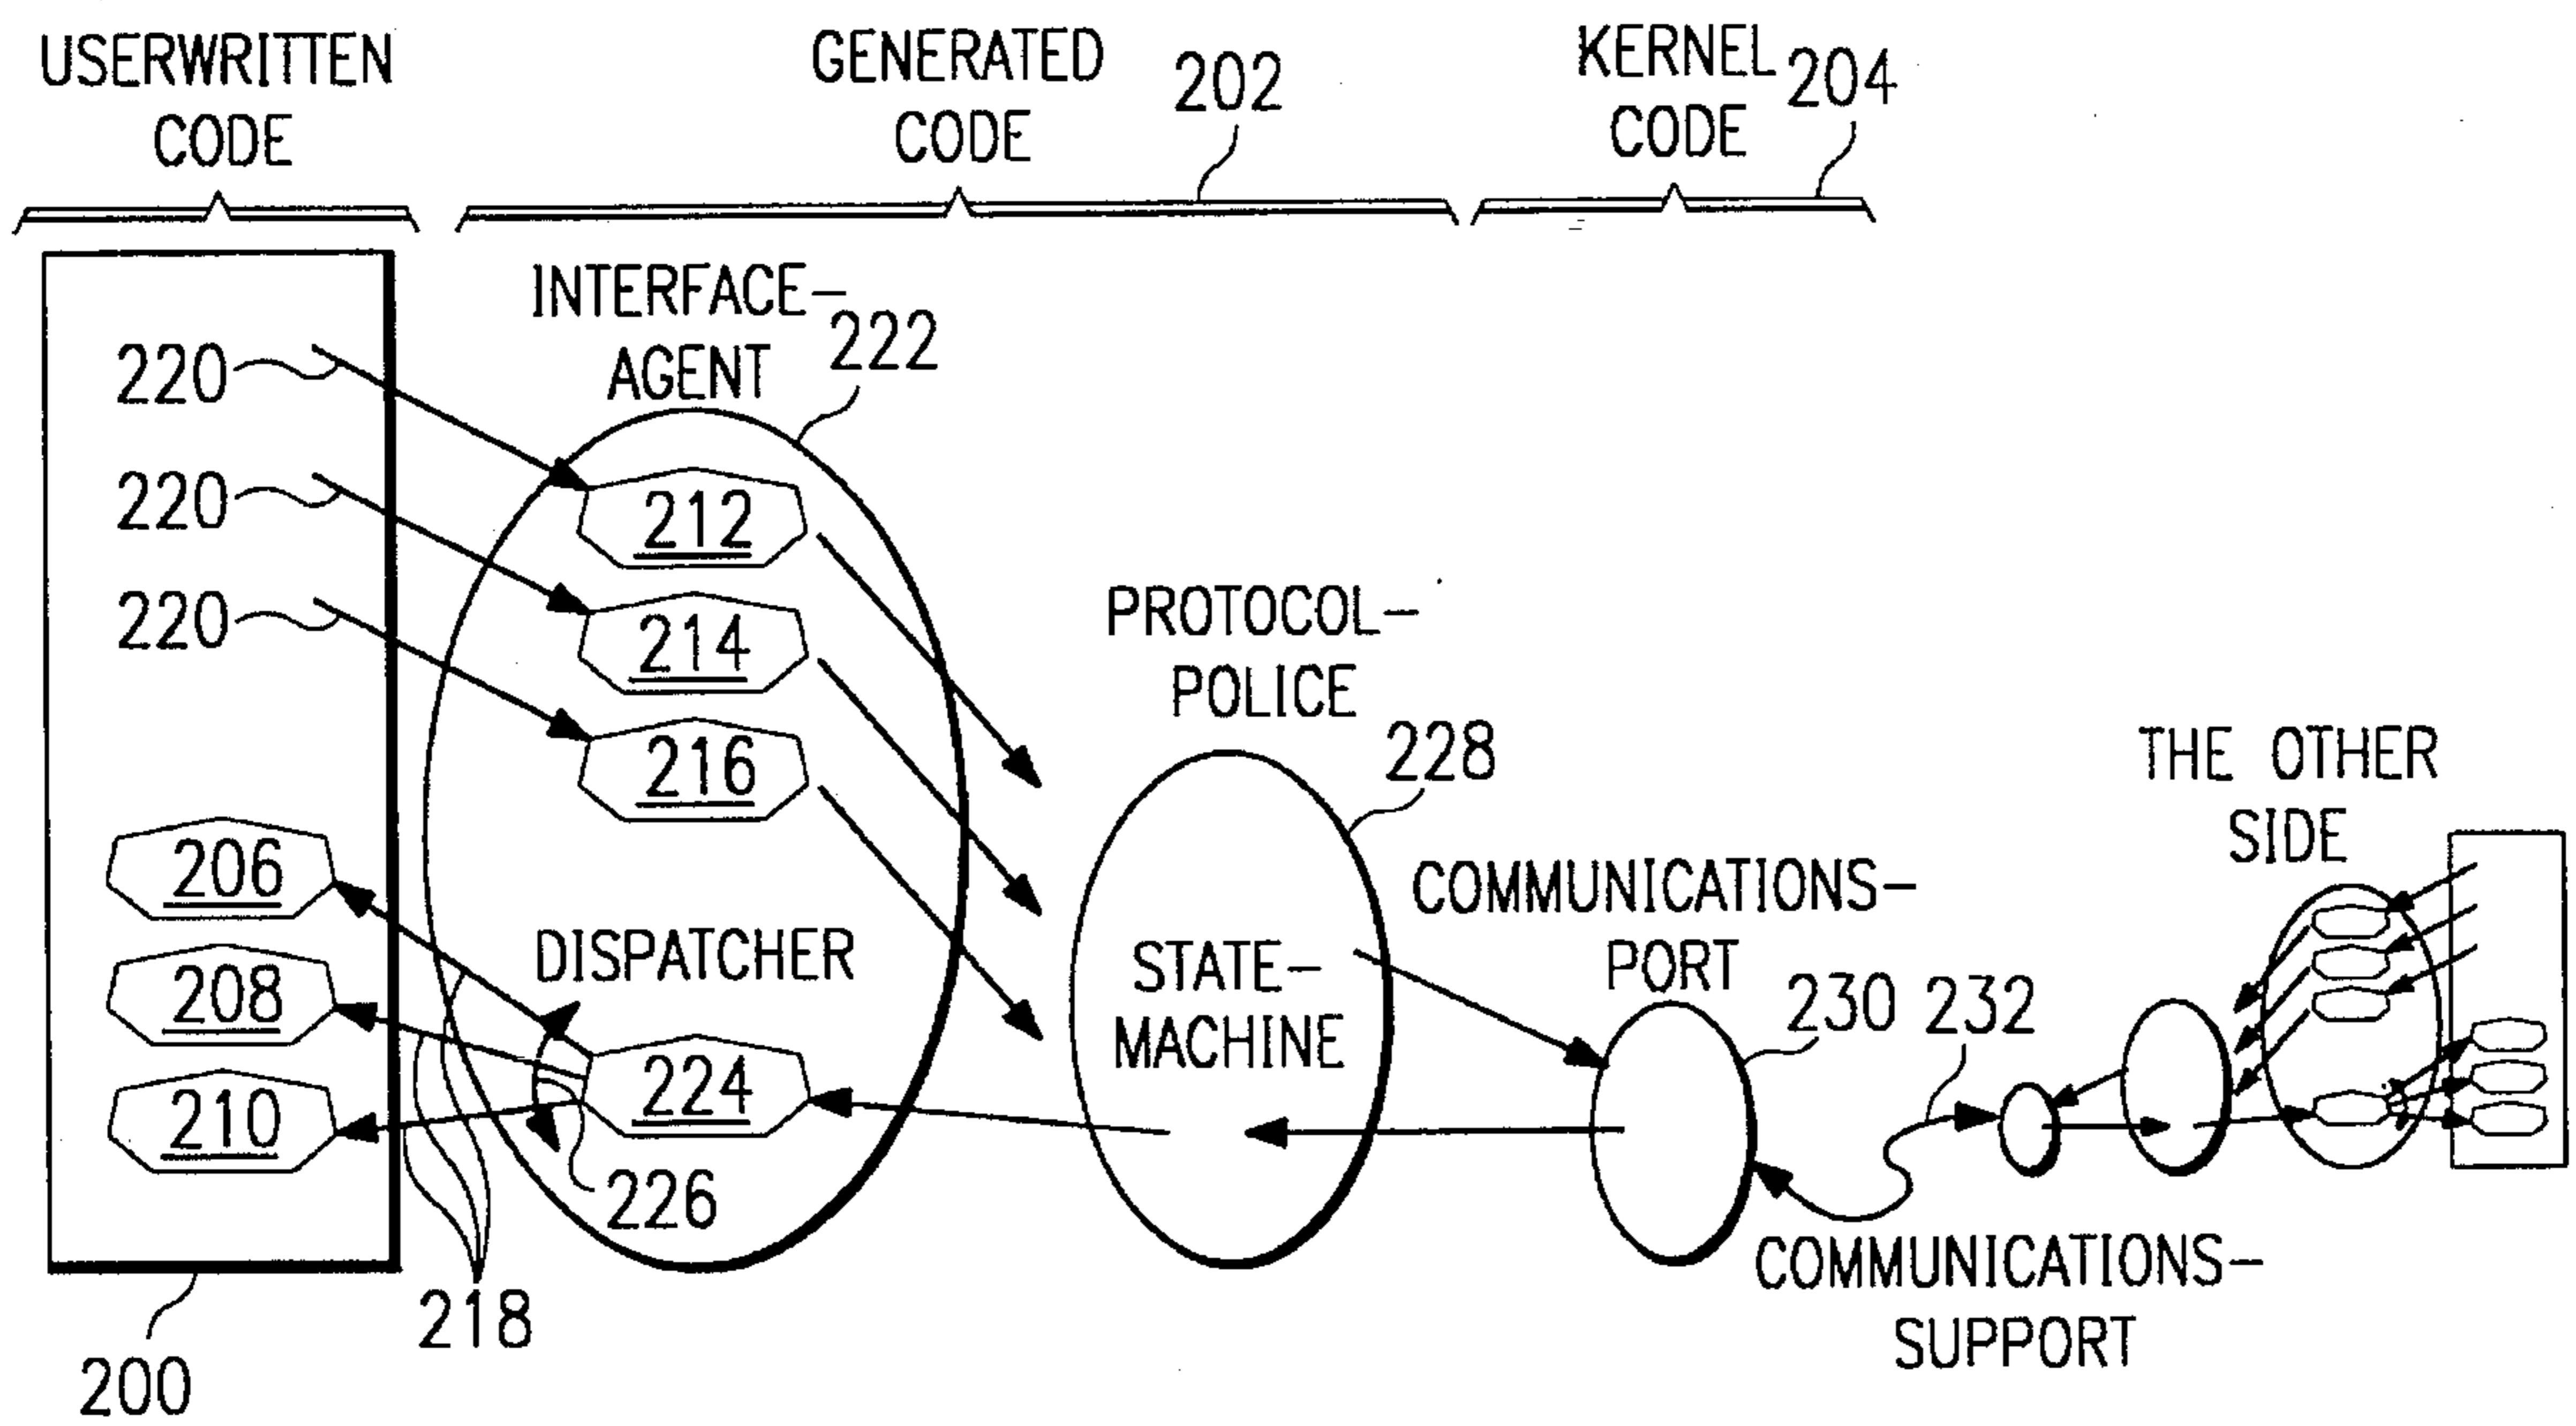 USERWRITTEN
CODE
GENERATED
CODE
202
KERNEL
CODE
204
INTERFACE-
AGENT
222
220
220
220
212
214
216
PROTOCOL-
POLICE
228
THE OTHER
SIDE
206
208
210
DISPATCHER
224
226
STATE-
MACHINE
COMMUNICATIONS-
PORT
230
232
COMMUNICATIONS-
SUPPORT
218
200